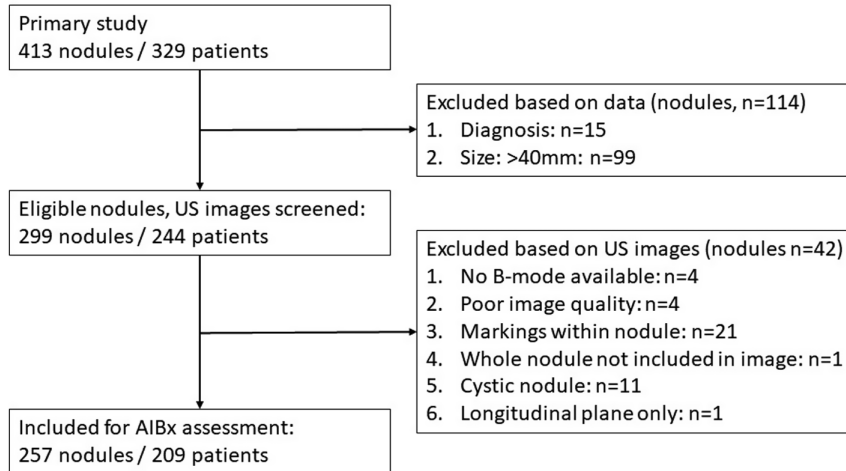 Primary study
413 nodules / 329 patients
Excluded based on data (nodules, n=114)
1. Diagnosis: n=15
2. Size: >40mm: n=99
Eligible nodules, US images screened:
299 nodules / 244 patients
Excluded based on US images (nodules n=42)
1. No B-mode available: n=4
2. Poor image quality: n=4
3. Markings within nodule: n=21
4. Whole nodule not included in image: n=1
5. Cystic nodule: n=11
6. Longitudinal plane only: n=1
Included for AIBx assessment:
257 nodules / 209 patients